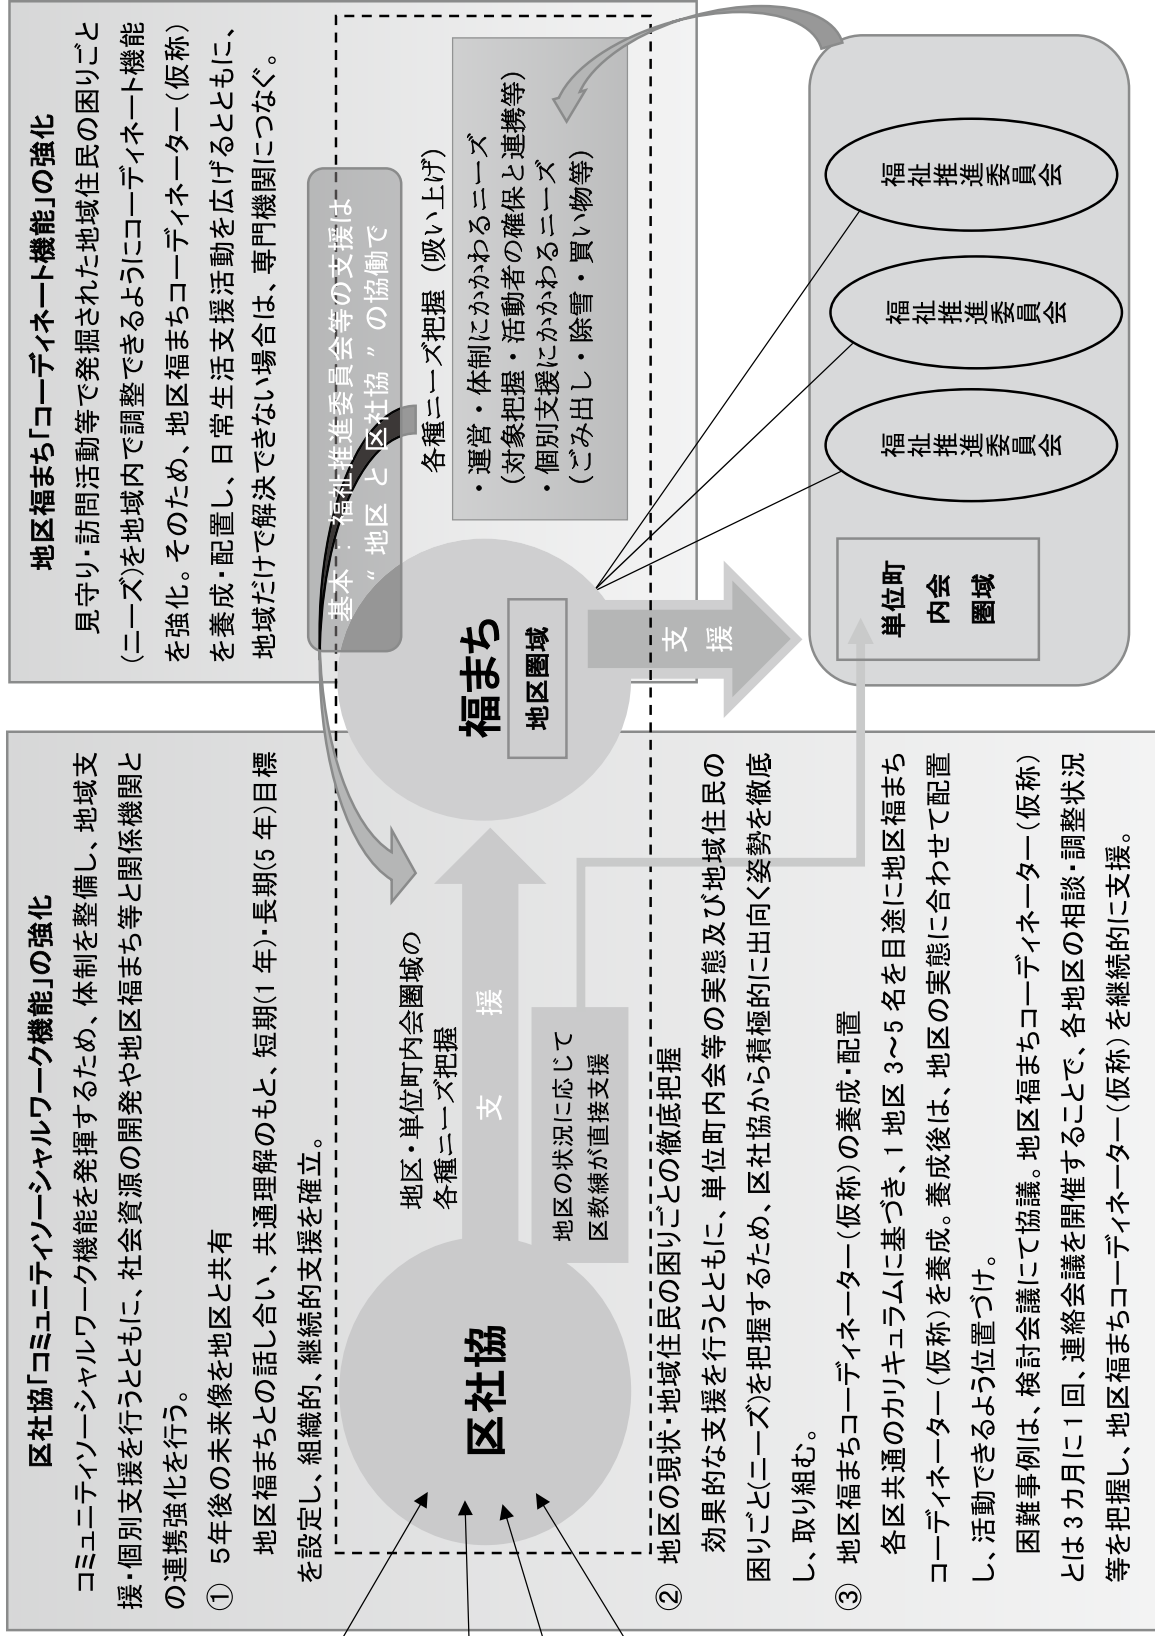 区社協「コミュニティソーシャルワーク機能」の強化
コミュニティソーシャルワーク機能を発揮するため、体制を整備し、地域支
援・個別支援を行うとともに、社会資源の開発や地区福まち等と関係機関と
の連携強化を行う。
① 5年後の未来像を地区と共有
地区福まちとの話し合い、共通理解のもと、短期(1 年)・長期(5 年)目標
を設定し、組織的、継続的支援を確立。
地区・単位町内会圏域の
各種ニーズ把握
支 援
区社協
地区の状況に応じて
区教練が直接支援
② 地区の現状・地域住民の困りごとの徹底把握
効果的な支援を行うとともに、単位町内会等の実態及び地域住民の
困りごと(ニーズ)を把握するため、区社協から積極的に出向く姿勢を徹底
し、取り組む。
③ 地区福まちコーディネーター(仮称)の養成・配置
各区共通のカリキュラムに基づき、1 地区 3~5 名を目途に地区福まち
コーディネーター(仮称)を養成。養成後は、地区の実態に合わせて配置
し、活動できるよう位置づけ。
困難事例は、検討会議にて協議。地区福まちコーディネーター(仮称)
とは 3 カ月に 1 回、連絡会議を開催することで、各地区の相談・調整状況
等を把握し、地区福まちコーディネーター(仮称)を継続的に支援。
地区福まち「コーディネート機能」の強化
見守り・訪問活動等で発掘された地域住民の困りごと
(ニーズ)を地域内で調整できるようにコーディネート機能
を強化。そのため、地区福まちコーディネーター(仮称)
を養成・配置し、日常生活支援活動を広げるとともに、
地域だけで解決できない場合は、専門機関につなぐ。
基本：福祉推進委員会等の支援は
“地区 と 区社協 ”の協働で
各種ニーズ把握（吸い上げ）
・運営・体制にかかわるニーズ
（対象把握・活動者の確保と連携等）
・個別支援にかかわるニーズ
（ごみ出し・除雪・買い物等）
福まち
地区圏域
支
援
単位町
内会
圏域
福祉推進委員会
福祉推進委員会
福祉推進委員会